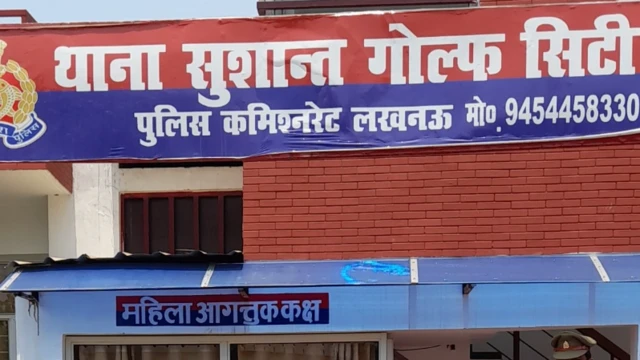 थाना सुशान्त गोल्फ सिटी
पुलिस कमिश्नरेट लखनऊ मो० 9454458330
महिला आगन्तुक कक्ष